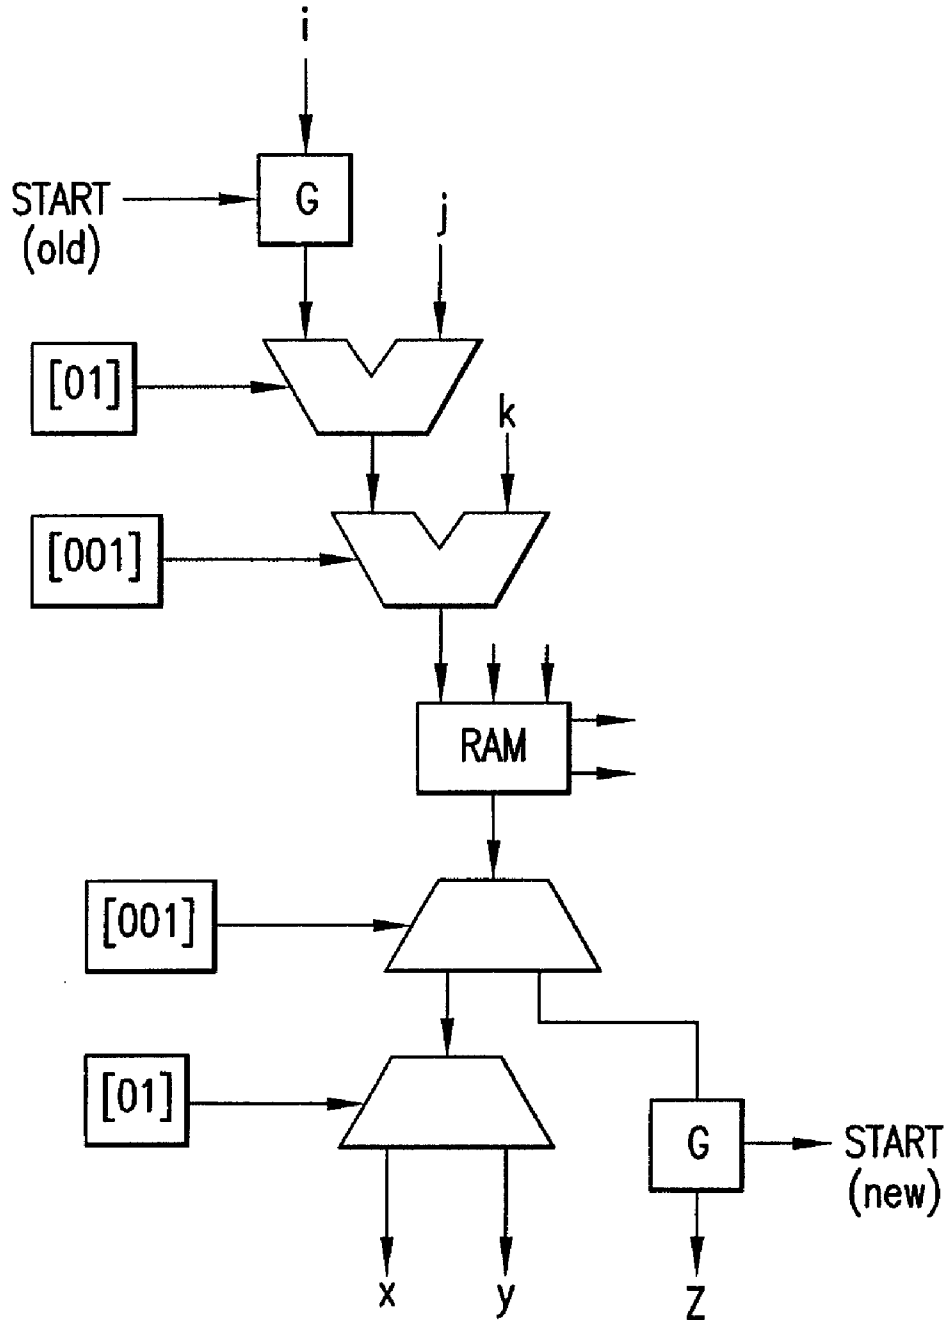 i
START
(old)
G
j
[01]
k
[001]
RAM
[001]
[01]
G
START
(new)
x
y
Z